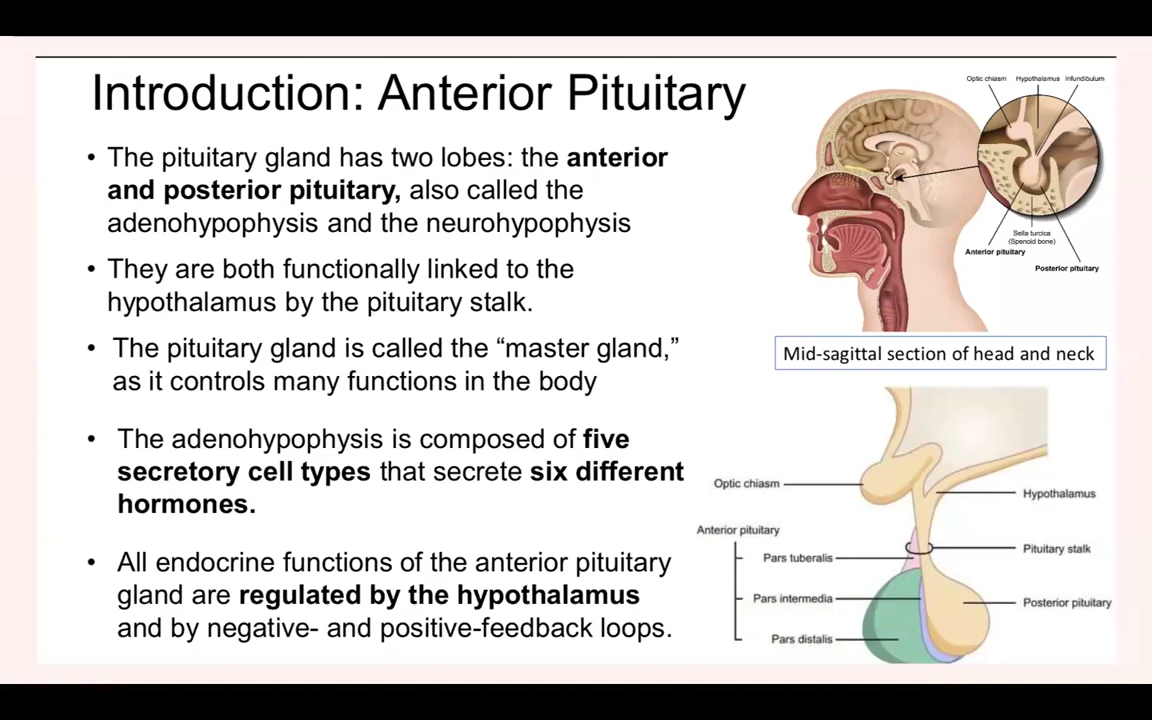 Introduction: Anterior Pituitary
• The pituitary gland has two lobes: the anterior
and posterior pituitary, also called the
adenohypophysis and the neurohypophysis
• They are both functionally linked to the
hypothalamus by the pituitary stalk.
• The pituitary gland is called the “master gland,”
as it controls many functions in the body
• The adenohypophysis is composed of five
secretory cell types that secrete six different
hormones.
• All endocrine functions of the anterior pituitary
gland are regulated by the hypothalamus
and by negative- and positive-feedback loops.
Optic chiasm Hypothalamus Infundibulum
Sella turcica
(Spenoid bone)
Anterior pituitary
Posterior pituitary
Mid-sagittal section of head and neck
Optic chiasm
Hypothalamus
Anterior pituitary
Pituitary stalk
Pars tuberalis
Pars intermedia
Posterior pituitary
Pars distalis